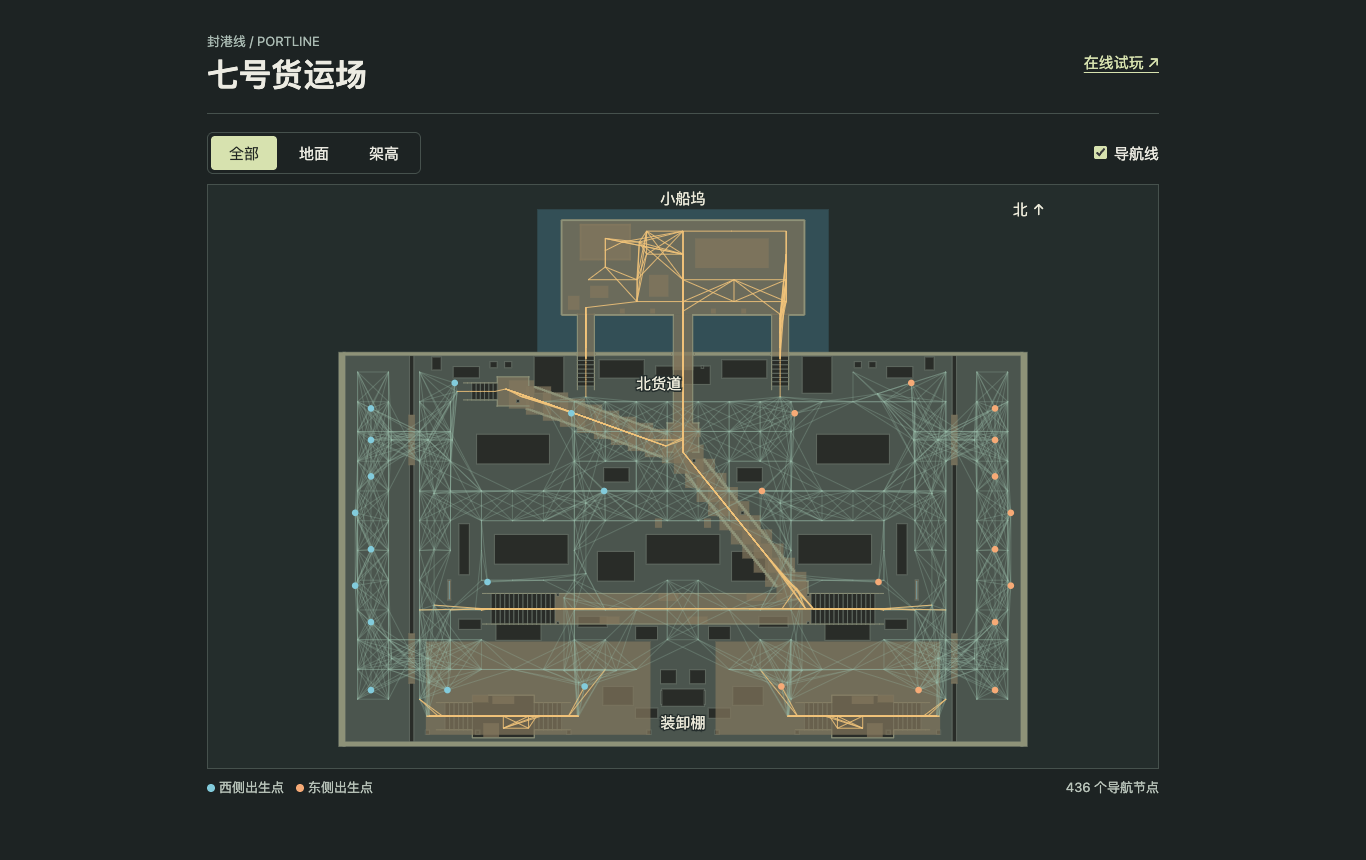 封港线 / PORTLINE
七号货运场
在线试玩 ↗
全部
地面
架高
导航线
小船坞
北 ↑
北货道
装卸棚
西侧出生点
东侧出生点
436 个导航节点